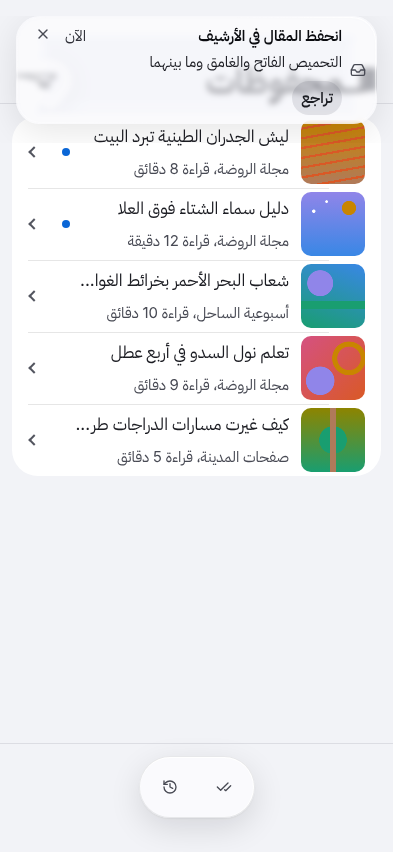 انحفظ المقال في الأرشيف
الآن
التحميص الفاتح والغامق وما بينهما
تراجع
ليش الجدران الطينية تبرد البيت
مجلة الروضة، قراءة 8 دقائق
دليل سماء الشتاء فوق العلا
مجلة الروضة، قراءة 12 دقيقة
شعاب البحر الأحمر بخرائط الغوا...
أسبوعية الساحل، قراءة 10 دقائق
تعلم نول السدو في أربع عطل
مجلة الروضة، قراءة 9 دقائق
كيف غيرت مسارات الدراجات طر...
صفحات المدينة، قراءة 5 دقائق